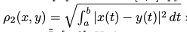 ρ₂(x, y) = √∫ₐᵇ |x(t) − y(t)|² dt